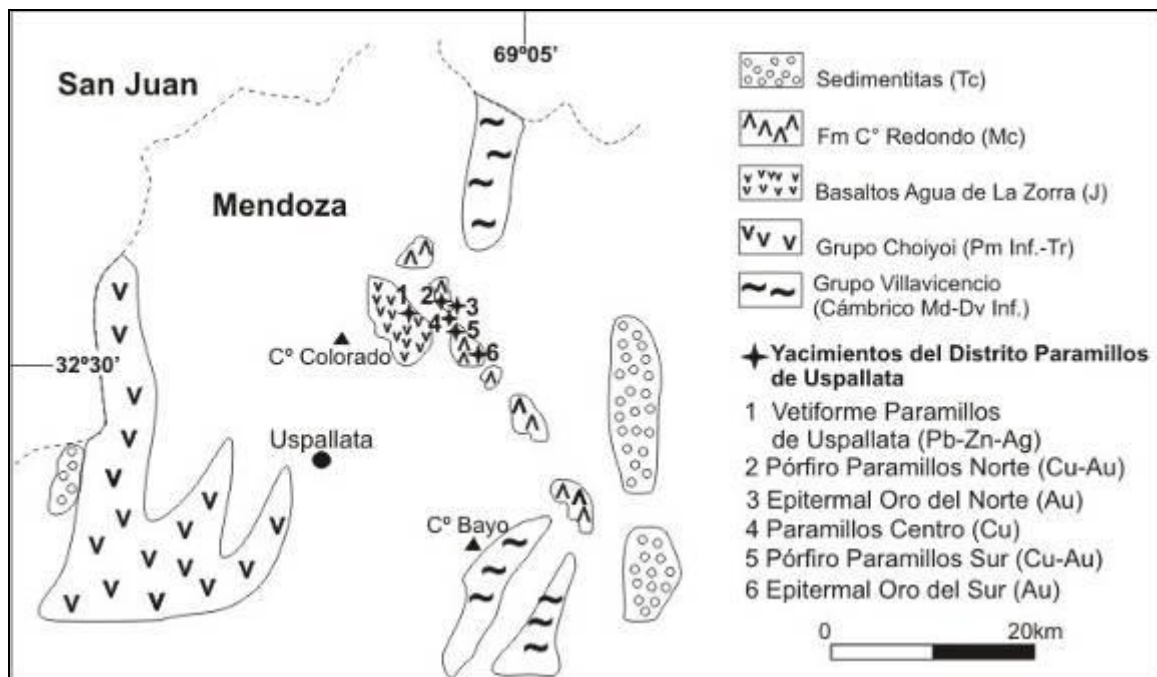 69º05’
San Juan
Mendoza
32º30’
Cº Colorado
Uspallata
Cº Bayo
1
2
3
4
5
6
Sedimentitas (Tc)
Fm Cº Redondo (Mc)
Basaltos Agua de La Zorra (J)
Grupo Choiyoi (Pm Inf.-Tr)
Grupo Villavicencio
(Cámbrico Md-Dv Inf.)
Yacimientos del Distrito Paramillos
de Uspallata
1 Vetiforme Paramillos
de Uspallata (Pb-Zn-Ag)
2 Pórfiro Paramillos Norte (Cu-Au)
3 Epitermal Oro del Norte (Au)
4 Paramillos Centro (Cu)
5 Pórfiro Paramillos Sur (Cu-Au)
6 Epitermal Oro del Sur (Au)
0 20km